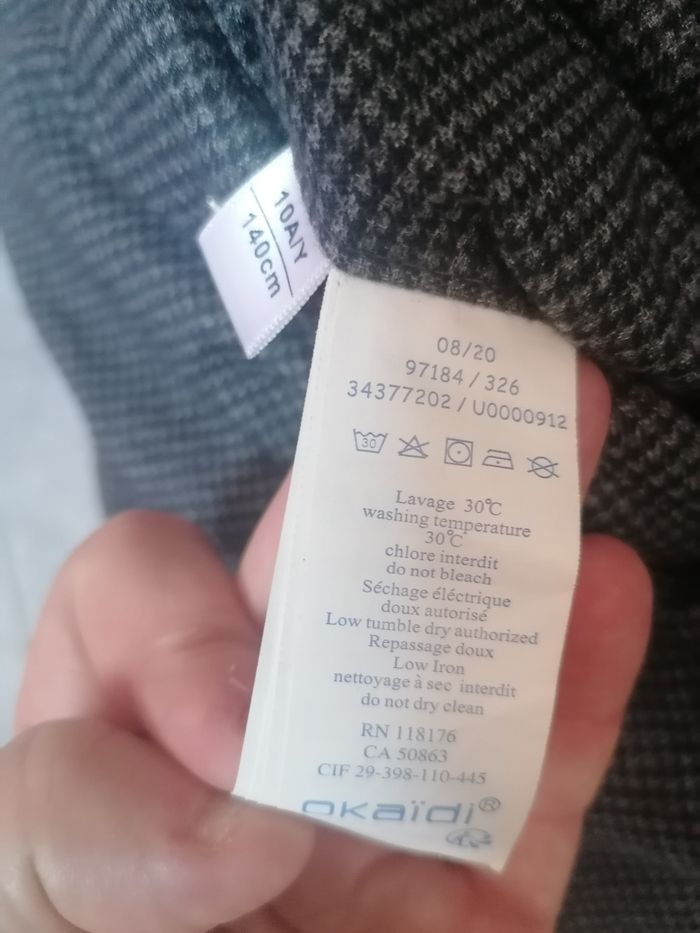 10A/Y
140cm
08/20
97184 / 326
34377202 / U0000912
30
Lavage 30°C
washing temperature
30°C
chlore interdit
do not bleach
Séchage éléctrique
doux autorisé
Low tumble dry authorized
Repassage doux
Low Iron
nettoyage à sec interdit
do not dry clean
RN 118176
CA 50863
CIF 29-398-110-445
okaïdi®